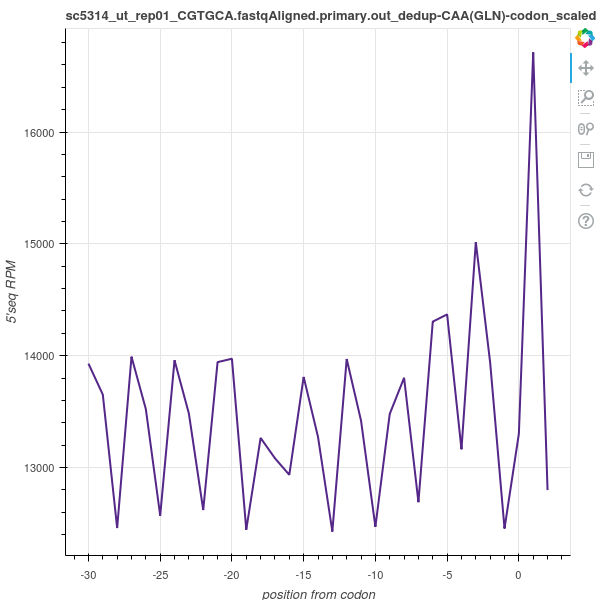 sc5314_ut_rep01_CGTGCA.fastqAligned.primary.out_dedup-CAA(GLN)-codon_scaled
16000
15000
14000
13000
5'seq RPM
-30 -25 -20 -15 -10 -5 0
position from codon